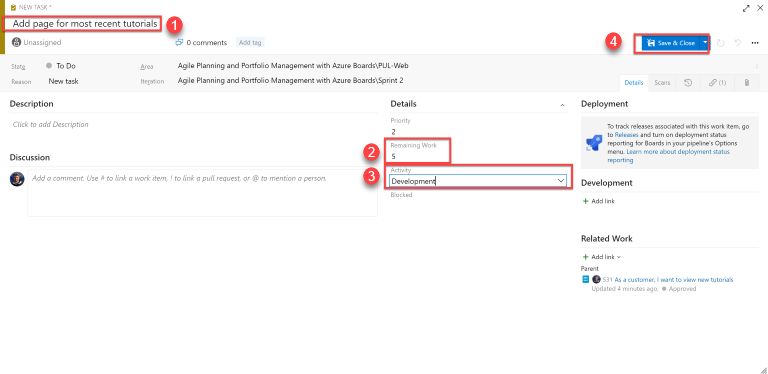 NEW TASK *
Add page for most recent tutorials
1
Unassigned
0 comments
Add tag
4
Save & Close
State
To Do
Area
Agile Planning and Portfolio Management with Azure Boards\PUL-Web
Reason
New task
Iteration
Agile Planning and Portfolio Management with Azure Boards\Sprint 2
Details
Scans
(1)
Description
Click to add Description
Discussion
Add a comment. Use # to link a work item, ! to link a pull request, or @ to mention a person.
Details
Priority
2
2
Remaining Work
5
3
Activity
Development
Blocked
Deployment
To track releases associated with this work item, go
to Releases and turn on deployment status
reporting for Boards in your pipeline's Options
menu. Learn more about deployment status
reporting
Development
Add link
Related Work
Add link
Parent
531 As a customer, I want to view new tutorials
Updated 4 minutes ago, Approved